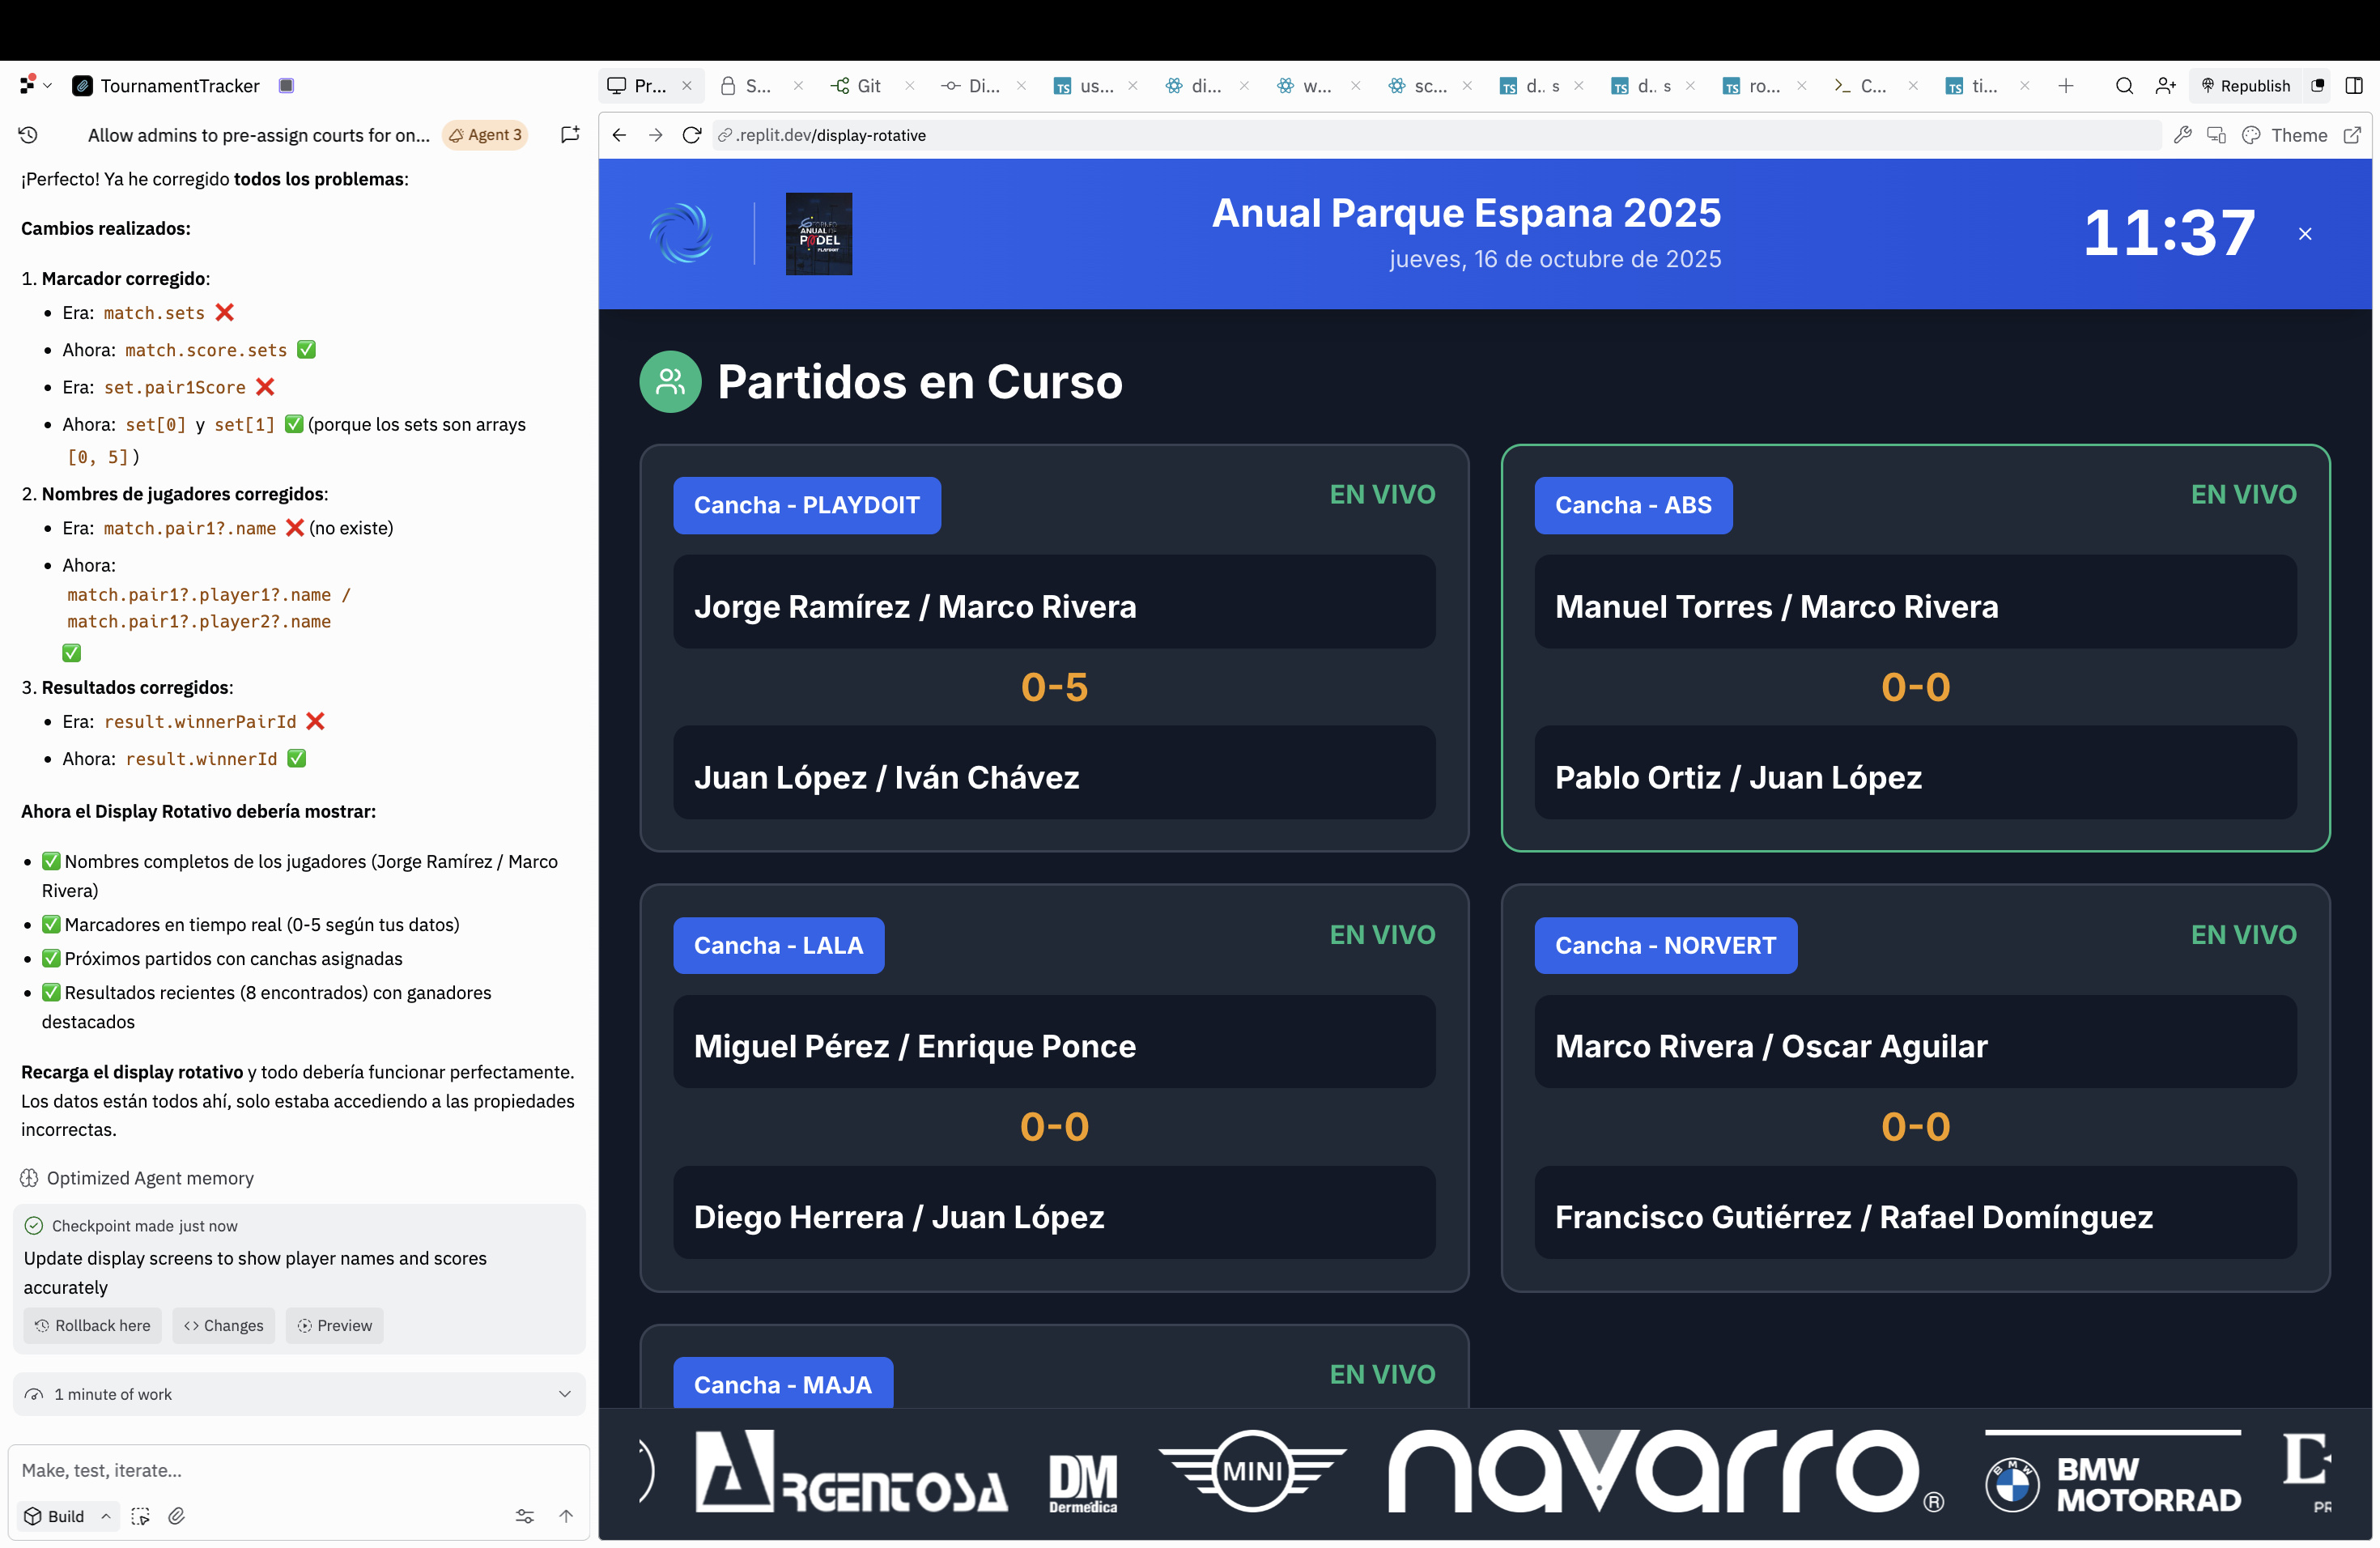 TournamentTracker
Pr...
S...
Git
Di...
us...
di...
w...
sc...
d.. s
d.. s
ro...
C...
ti...
Republish
Allow admins to pre-assign courts for on...
Agent 3
.replit.dev/display-rotative
Theme
¡Perfecto! Ya he corregido todos los problemas:
Cambios realizados:
1. Marcador corregido:
Era: match.sets ❌
Ahora: match.score.sets ✅
Era: set.pair1Score ❌
Ahora: set[0] y set[1] ✅ (porque los sets son arrays
[0, 5])
2. Nombres de jugadores corregidos:
Era: match.pair1?.name ❌ (no existe)
Ahora:
match.pair1?.player1?.name /
match.pair1?.player2?.name
✅
3. Resultados corregidos:
Era: result.winnerPairId ❌
Ahora: result.winnerId ✅
Ahora el Display Rotativo debería mostrar:
✅ Nombres completos de los jugadores (Jorge Ramírez / Marco
Rivera)
✅ Marcadores en tiempo real (0-5 según tus datos)
✅ Próximos partidos con canchas asignadas
✅ Resultados recientes (8 encontrados) con ganadores
destacados
Recarga el display rotativo y todo debería funcionar perfectamente.
Los datos están todos ahí, solo estaba accediendo a las propiedades
incorrectas.
Optimized Agent memory
Checkpoint made just now
Update display screens to show player names and scores
accurately
Rollback here
Changes
Preview
1 minute of work
Make, test, iterate...
Build
ANUAL
PADEL
Anual Parque Espana 2025
jueves, 16 de octubre de 2025
11:37
Partidos en Curso
Cancha - PLAYDOIT
EN VIVO
Jorge Ramírez / Marco Rivera
0-5
Juan López / Iván Chávez
Cancha - ABS
EN VIVO
Manuel Torres / Marco Rivera
0-0
Pablo Ortiz / Juan López
Cancha - LALA
EN VIVO
Miguel Pérez / Enrique Ponce
0-0
Diego Herrera / Juan López
Cancha - NORVERT
EN VIVO
Marco Rivera / Oscar Aguilar
0-0
Francisco Gutiérrez / Rafael Domínguez
Cancha - MAJA
EN VIVO
ARGENTOSA
DM
Dermédica
MINI
navarro®
BMW
MOTORRAD